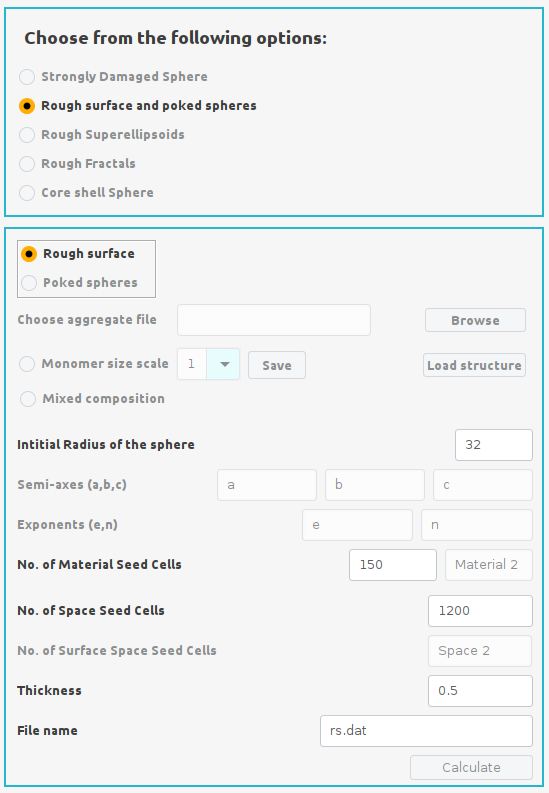 Choose from the following options:
Strongly Damaged Sphere
Rough surface and poked spheres
Rough Superellipsoids
Rough Fractals
Core shell Sphere
Rough surface
Poked spheres
Choose aggregate file Browse
Monomer size scale 1 Save Load structure
Mixed composition
Intitial Radius of the sphere 32
Semi-axes (a,b,c) a b c
Exponents (e,n) e n
No. of Material Seed Cells 150 Material 2
No. of Space Seed Cells 1200
No. of Surface Space Seed Cells Space 2
Thickness 0.5
File name rs.dat
Calculate